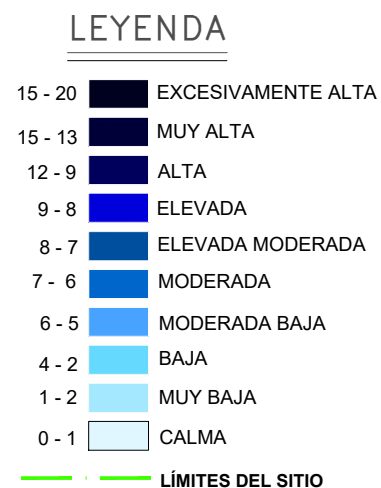 LEYENDA
15 - 20 EXCESIVAMENTE ALTA
15 - 13 MUY ALTA
12 - 9 ALTA
9 - 8 ELEVADA
8 - 7 ELEVADA MODERADA
7 - 6 MODERADA
6 - 5 MODERADA BAJA
4 - 2 BAJA
1 - 2 MUY BAJA
0 - 1 CALMA
LÍMITES DEL SITIO